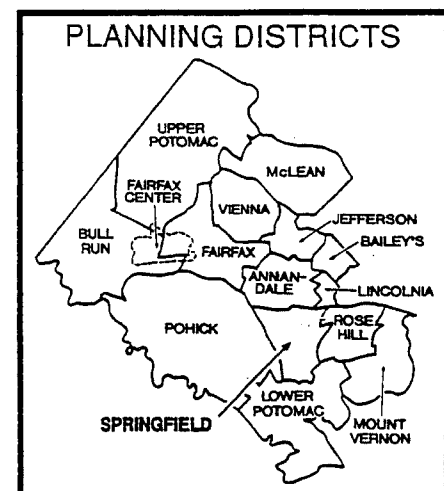 PLANNING DISTRICTS
UPPER
POTOMAC
McLEAN
FAIRFAX
CENTER
VIENNA
JEFFERSON
BAILEY'S
BULL
RUN
FAIRFAX
ANNAN-
DALE
LINCOLNIA
POHICK
ROSE
HILL
LOWER
POTOMAC
SPRINGFIELD
MOUNT
VERNON